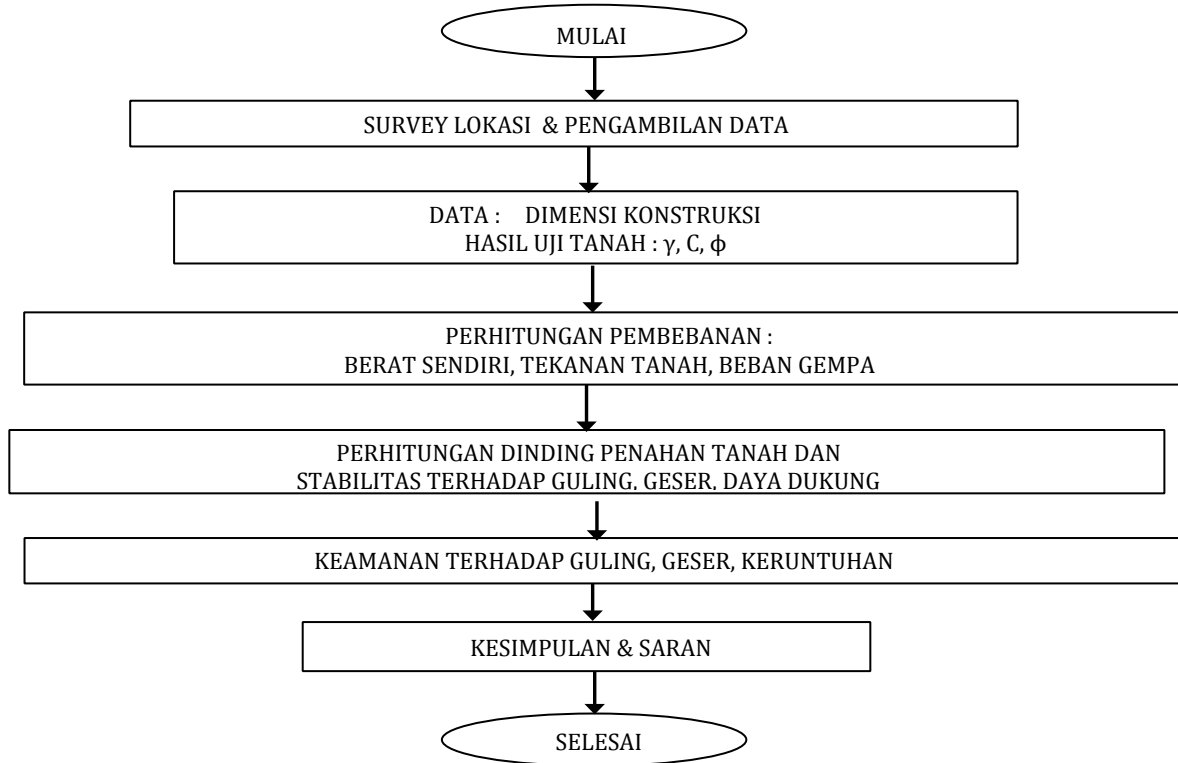 MULAI
SURVEY LOKASI & PENGAMBILAN DATA
DATA : DIMENSI KONSTRUKSI
HASIL UJI TANAH : γ, C, ϕ
PERHITUNGAN PEMBEBANAN :
BERAT SENDIRI, TEKANAN TANAH, BEBAN GEMPA
PERHITUNGAN DINDING PENAHAN TANAH DAN
STABILITAS TERHADAP GULING, GESER, DAYA DUKUNG
KEAMANAN TERHADAP GULING, GESER, KERUNTUHAN
KESIMPULAN & SARAN
SELESAI